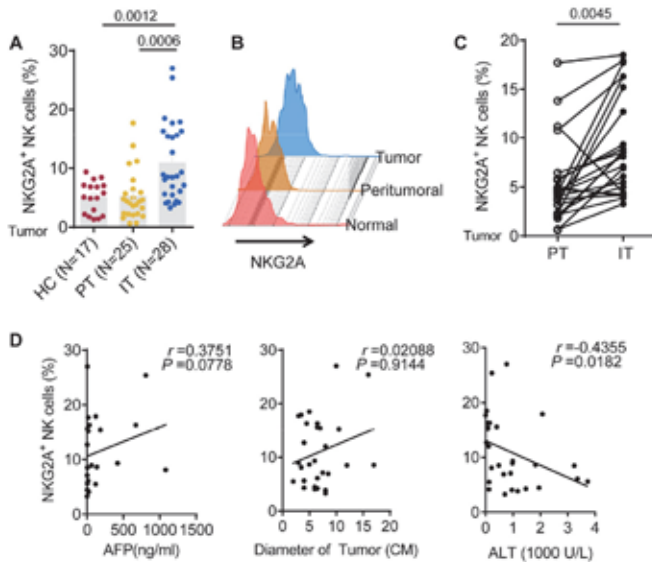 A
0.0012
0.0006
NKG2A+ NK cells (%)
30
20
10
0
Tumor
HC (N=17)
PT (N=25)
IT (N=28)
B
Tumor
Peritumoral
Normal
NKG2A
C
0.0045
NKG2A+ NK cells (%)
20
15
10
5
0
Tumor
PT
IT
D
NKG2A+ NK cells (%)
r=0.3751
P=0.0778
30
20
10
0
0
500
1000
1500
AFP(ng/ml)
r=0.02088
P=0.9144
30
20
10
0
0
5
10
15
20
Diameter of Tumor (CM)
r=-0.4355
P=0.0182
30
20
10
0
0
1
2
3
4
ALT (1000 U/L)